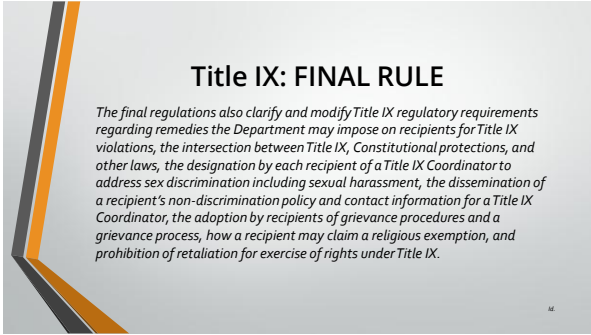 Title IX: FINAL RULE
The final regulations also clarify and modify Title IX regulatory requirements
regarding remedies the Department may impose on recipients for Title IX
violations, the intersection between Title IX, Constitutional protections, and
other laws, the designation by each recipient of a Title IX Coordinator to
address sex discrimination including sexual harassment, the dissemination of
a recipient's non-discrimination policy and contact information for a Title IX
Coordinator, the adoption by recipients of grievance procedures and a
grievance process, how a recipient may claim a religious exemption, and
prohibition of retaliation for exercise of rights under Title IX.
Id.